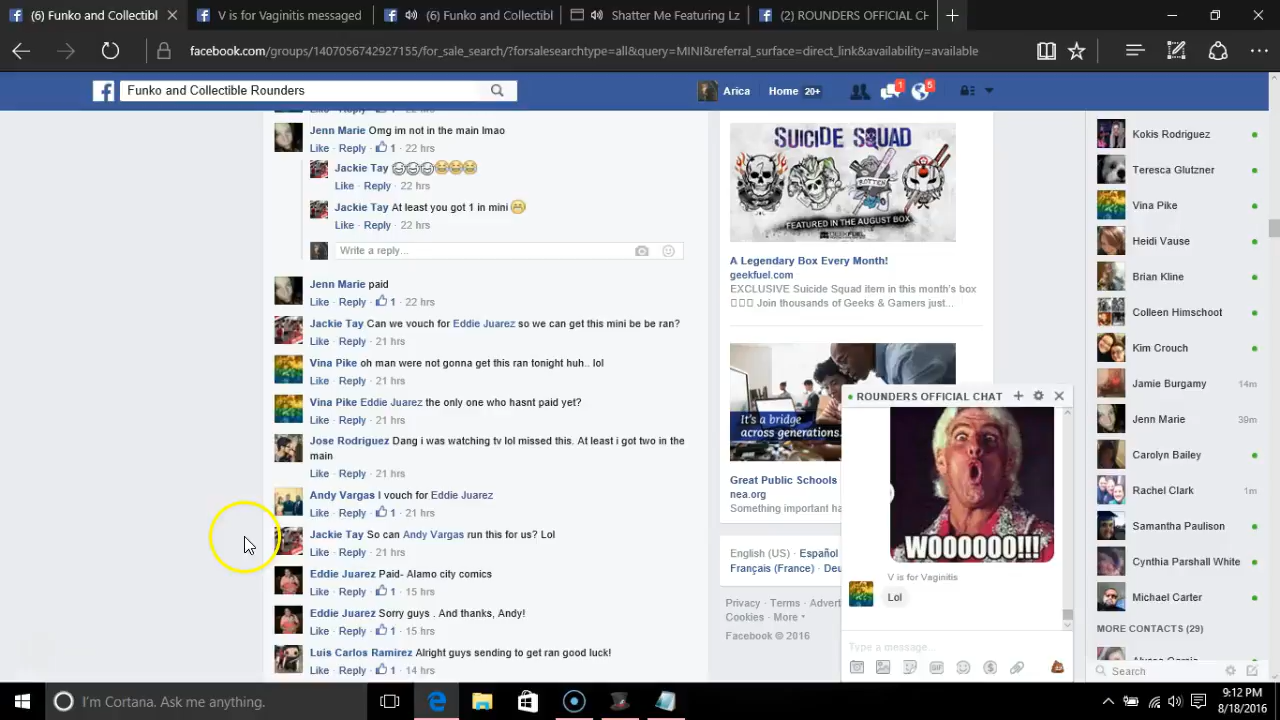 (6) Funko and Collectibl
V is for Vaginitis messaged
(6) Funko and Collectibl
Shatter Me Featuring Lz
(2) ROUNDERS OFFICIAL CH
facebook.com/groups/1407056742927155/for_sale_search/?forsalesearchtype=all&query=MINI&referral_surface=direct_link&availability=available
Funko and Collectible Rounders
Arica
Home 20+
1
5
Like · Reply · 22 hrs
Jenn Marie Omg im not in the main lmao
Like · Reply · 1 · 22 hrs
Jackie Tay
Like · Reply · 22 hrs
Jackie Tay At least you got 1 in mini
Like · Reply · 22 hrs
Write a reply...
Jenn Marie paid
Like · Reply · 1 · 22 hrs
Jackie Tay Can we vouch for Eddie Juarez so we can get this mini be be ran?
Like · Reply · 21 hrs
Vina Pike oh man were not gonna get this ran tonight huh.. lol
Like · Reply · 21 hrs
Vina Pike Eddie Juarez the only one who hasnt paid yet?
Like · Reply · 21 hrs
Jose Rodriguez Dang i was watching tv lol missed this. At least i got two in the
main
Like · Reply · 21 hrs
Andy Vargas I vouch for Eddie Juarez
Like · Reply · 1 · 21 hrs
Jackie Tay So can Andy Vargas run this for us? Lol
Like · Reply · 21 hrs
Eddie Juarez Paid- Alamo city comics
Like · Reply · 1 · 15 hrs
Eddie Juarez Sorry guys . And thanks, Andy!
Like · Reply · 1 · 15 hrs
Luis Carlos Ramirez Alright guys sending to get ran good luck!
Like · Reply · 1 · 14 hrs
SUICIDE SQUAD
ROTTEN
FEATURED IN THE AUGUST BOX
A Legendary Box Every Month!
geekfuel.com
EXCLUSIVE Suicide Squad item in this month's box
Join thousands of Geeks & Gamers just...
It's a bridge
across generations.
Great Public Schools
nea.org
Something important ha
English (US) · Español
Français (France) · Deu
Privacy · Terms · Advert
Cookies · More
Facebook © 2016
ROUNDERS OFFICIAL CHAT
WOOOOOO!!!
V is for Vaginitis
Lol
Type a message...
GIF
Kokis Rodriguez
Teresca Glutzner
Vina Pike
Heidi Vause
Brian Kline
Colleen Himschoot
Kim Crouch
Jamie Burgamy 14m
Jenn Marie 39m
Carolyn Bailey
Rachel Clark 1m
Samantha Paulison
Cynthia Parshall White
Michael Carter
MORE CONTACTS (29)
Search
I'm Cortana. Ask me anything.
9:12 PM
8/18/2016